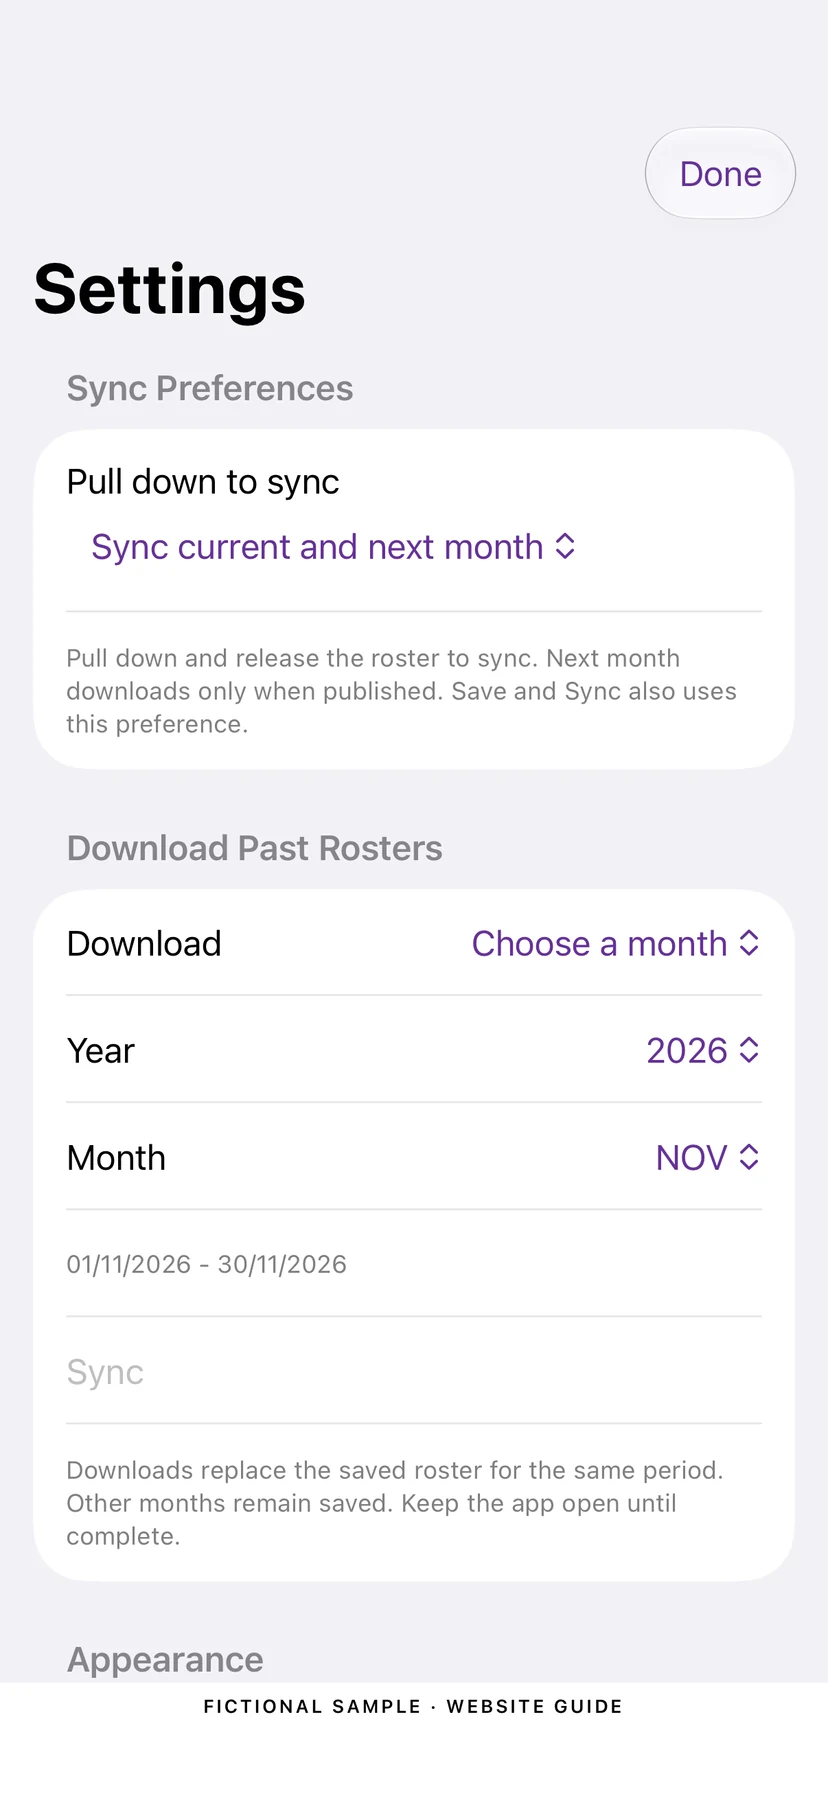 Done
Settings
Sync Preferences
Pull down to sync
Sync current and next month
Pull down and release the roster to sync. Next month
downloads only when published. Save and Sync also uses
this preference.
Download Past Rosters
Download Choose a month
Year 2026
Month NOV
01/11/2026 - 30/11/2026
Sync
Downloads replace the saved roster for the same period.
Other months remain saved. Keep the app open until
complete.
Appearance
FICTIONAL SAMPLE · WEBSITE GUIDE